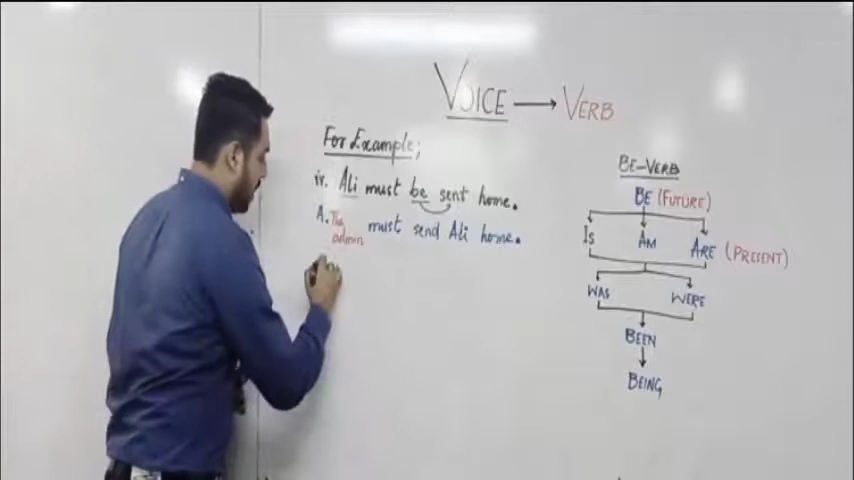 VOICE → VERB
For Example;
iv. Ali must be sent home.
A. The admin must send Ali home.
BE-VERB
BE (FUTURE)
IS AM ARE (PRESENT)
WAS WERE
BEEN
BEING